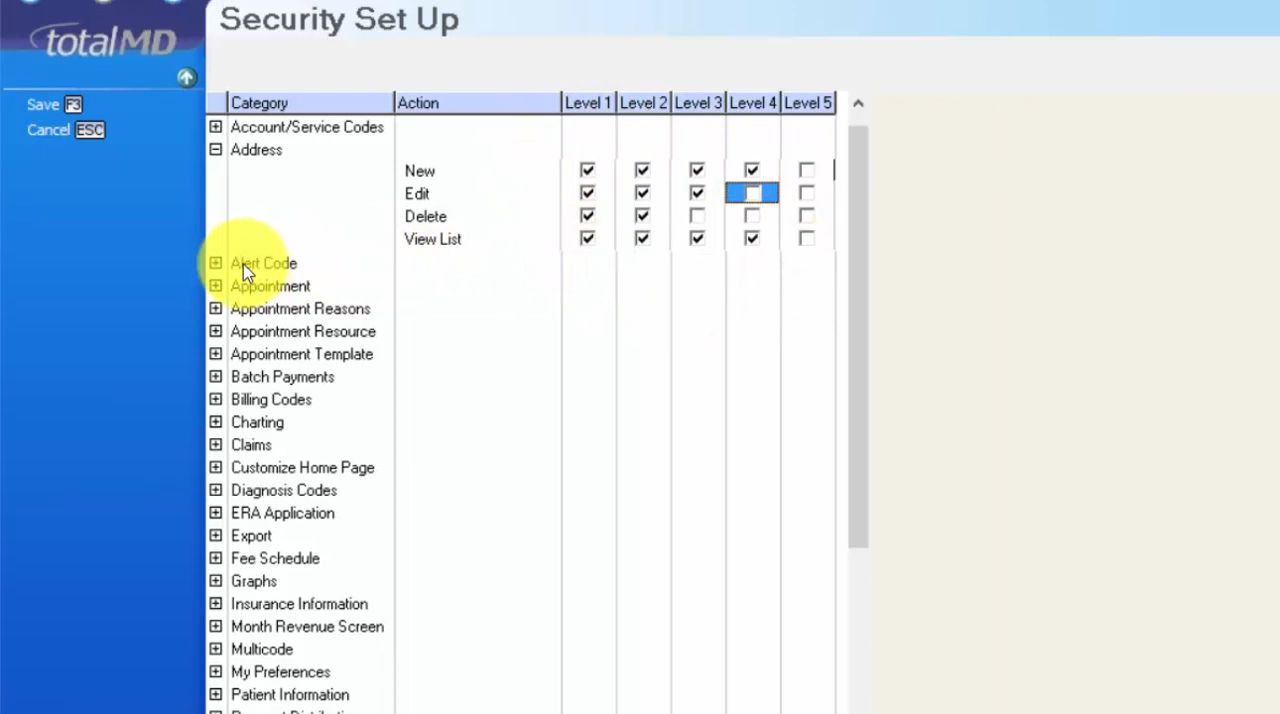 Security Set Up
totalMD
Save F3
Cancel ESC
Category Action Level 1 Level 2 Level 3 Level 4 Level 5
Account/Service Codes
Address
New
Edit
Delete
View List
Alert Code
Appointment
Appointment Reasons
Appointment Resource
Appointment Template
Batch Payments
Billing Codes
Charting
Claims
Customize Home Page
Diagnosis Codes
ERA Application
Export
Fee Schedule
Graphs
Insurance Information
Month Revenue Screen
Multicode
My Preferences
Patient Information